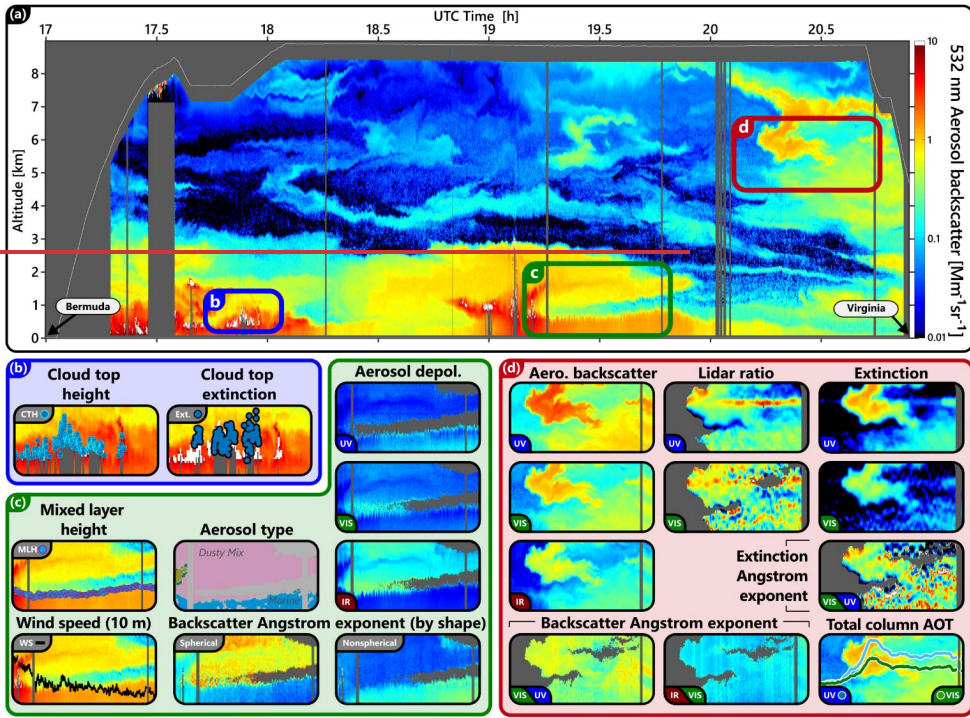 (a)
UTC Time [h]
17
17.5
18
18.5
19
19.5
20
20.5
Altitude [km]
8
7
6
5
4
3
2
1
0
Bermuda
b
c
d
Virginia
10
1
0.1
0.01
532 nm Aerosol backscatter [Mm⁻¹sr⁻¹]
(b)
Cloud top
height
CTH
Cloud top
extinction
Ext.
(c)
Aerosol depol.
UV
VIS
IR
Mixed layer
height
MLH
Aerosol type
Dusty Mix
Marine
Wind speed (10 m)
WS
Backscatter Angstrom exponent (by shape)
Spherical
Nonspherical
(d)
Aero. backscatter
UV
VIS
IR
Lidar ratio
UV
VIS
Extinction
UV
VIS
Extinction
Angstrom
exponent
VIS UV
Backscatter Angstrom exponent
VIS UV
IR VIS
Total column AOT
UV
VIS